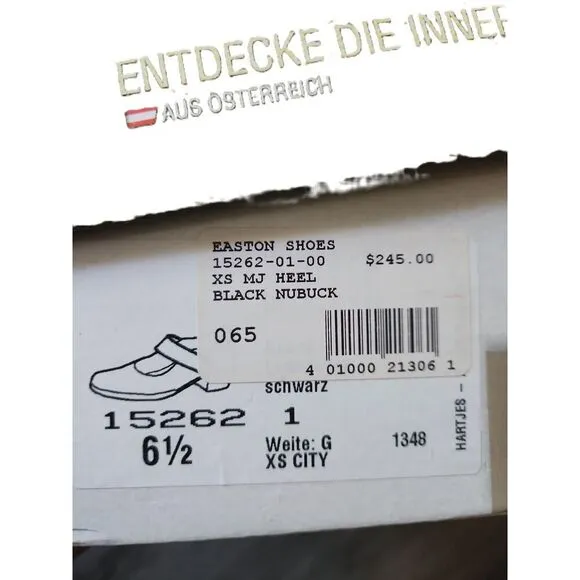 ENTDECKE DIE INNER
AUS ÖSTERREICH
EASTON SHOES
15262-01-00 $245.00
XS MJ HEEL
BLACK NUBUCK
065
4 01000 21306 1
schwarz
15262 1
6½ Weite: G 1348
XS CITY
HARTJES –